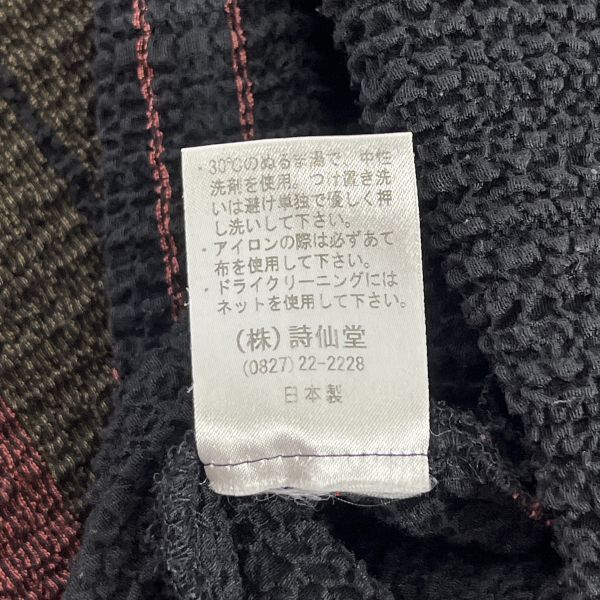 ・30℃のぬるま湯で、中性
洗剤を使用。つけ置き洗
いは避け単独で優しく押
し洗いして下さい。
・アイロンの際は必ずあて
布を使用して下さい。
・ドライクリーニングには
ネットを使用して下さい。
(株)詩仙堂
(0827)22-2228
日本製